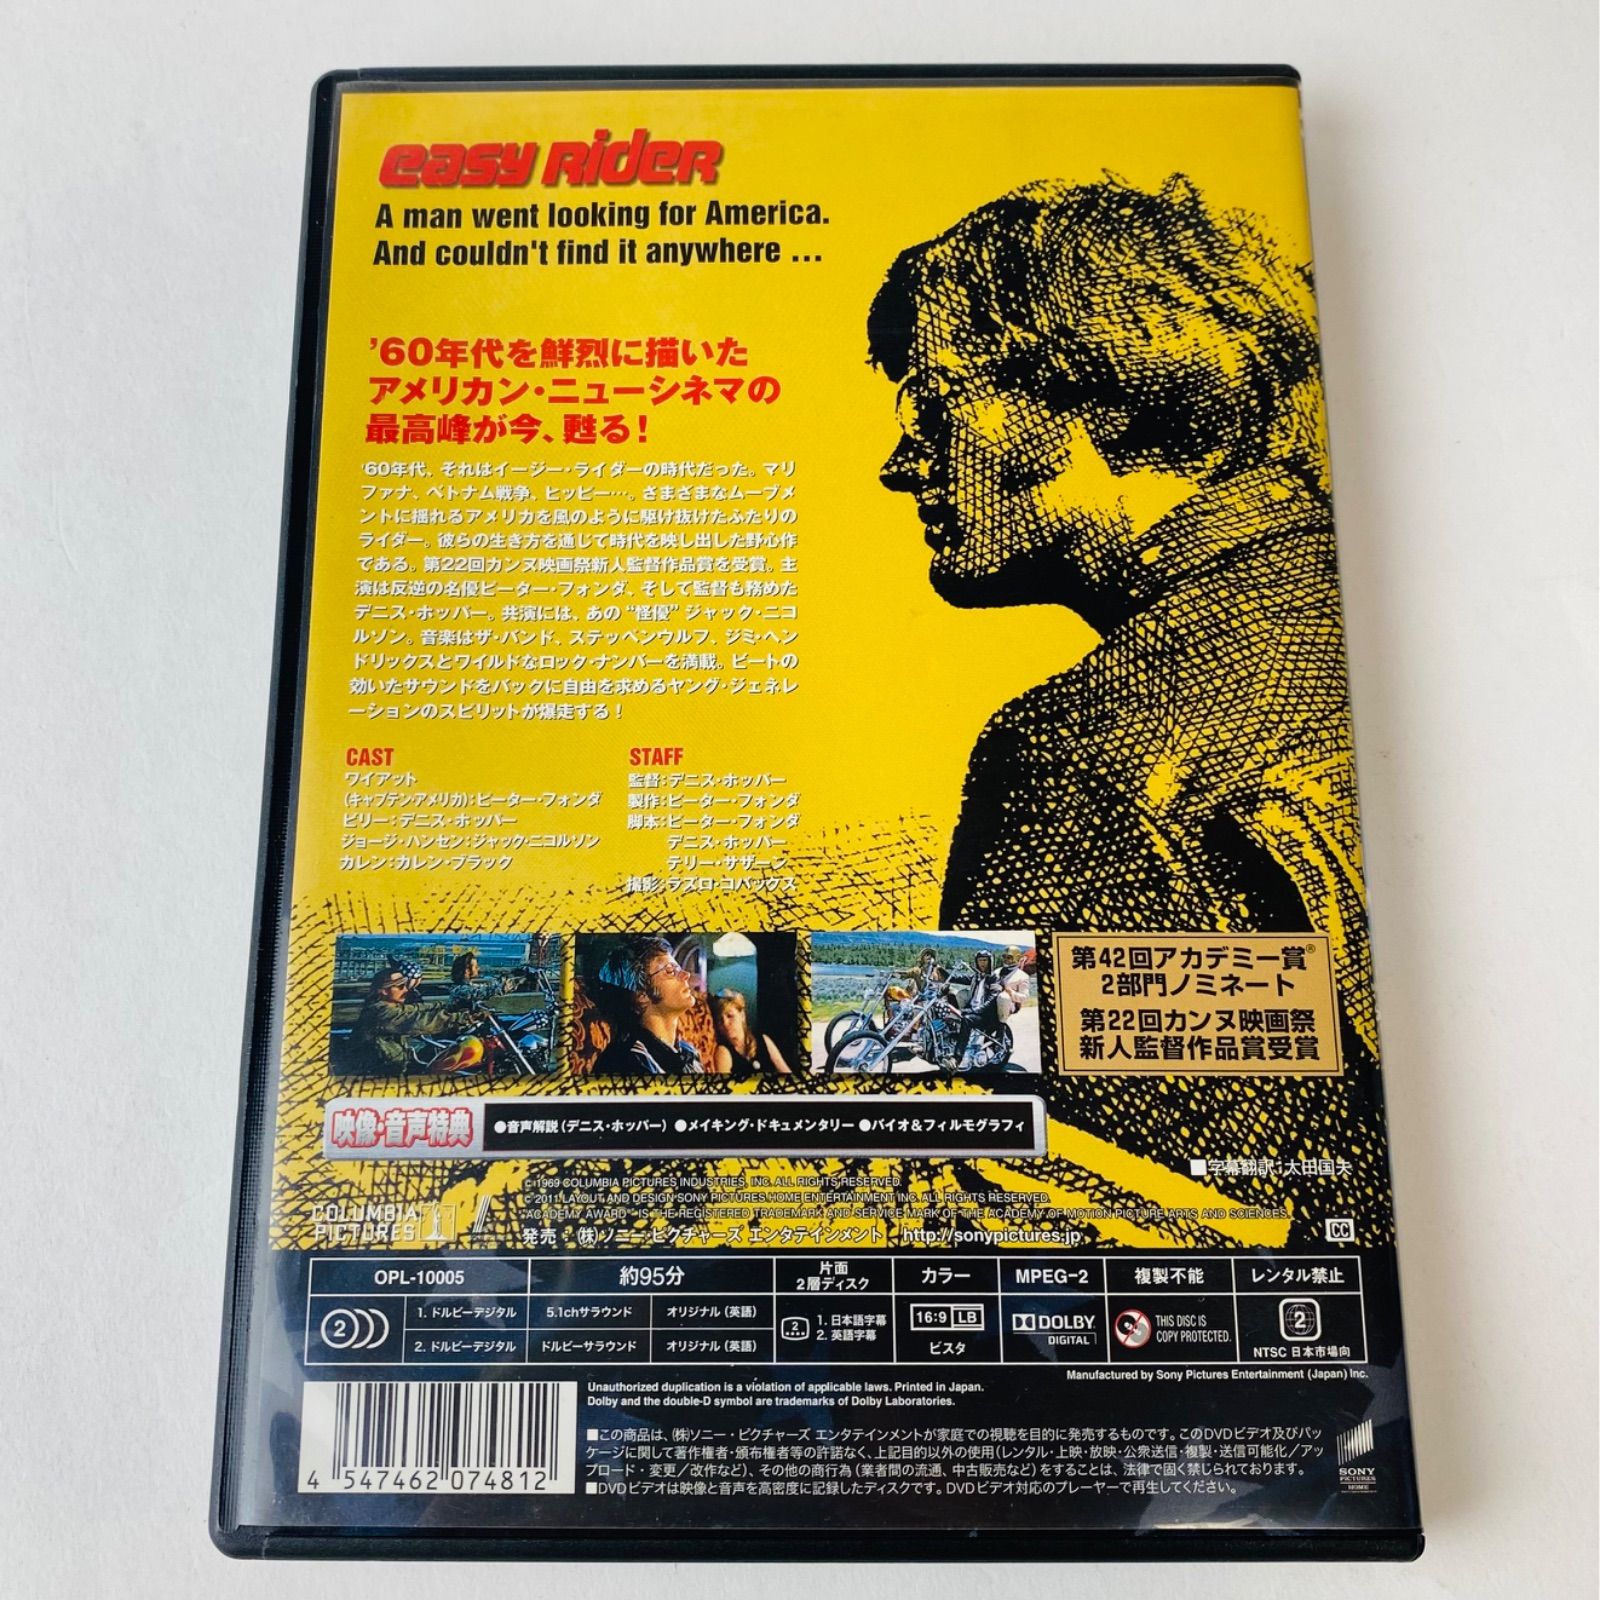 easy Rider
A man went looking for America.
And couldn't find it anywhere ...
'60年代を鮮烈に描いた
アメリカン・ニューシネマの
最高峰が今、甦る!
'60年代、それはイージー・ライダーの時代だった。マリ
ファナ、ベトナム戦争、ヒッピー…。さまざまなムーブメ
ントに揺れるアメリカを風のように駆け抜けたふたりの
ライダー。彼らの生き方を通じて時代を映し出した野心作
である。第22回カンヌ映画祭新人監督作品賞を受賞。主
演は反逆の名優ピーター・フォンダ、そして監督も務めた
デニス・ホッパー。共演には、あの"怪優"ジャック・ニコ
ルソン。音楽はザ・バンド、ステッペンウルフ、ジミ・ヘン
ドリックスとワイルドなロック・ナンバーを満載。ビートの
効いたサウンドをバックに自由を求めるヤング・ジェネレ
ーションのスピリットが爆走する!
CAST
ワイアット
(キャプテン・アメリカ):ピーター・フォンダ
ビリー:デニス・ホッパー
ジョージ・ハンセン:ジャック・ニコルソン
カレン:カレン・ブラック
STAFF
監督:デニス・ホッパー
製作:ピーター・フォンダ
脚本:ピーター・フォンダ
デニス・ホッパー
テリー・サザーン
撮影:ラズロ・コバックス
第42回アカデミー賞®
2部門ノミネート
第22回カンヌ映画祭
新人監督作品賞受賞
映像・音声特典
●音声解説(デニス・ホッパー) ●メイキング・ドキュメンタリー ●バイオ&フィルモグラフィ
■字幕翻訳:太田国夫
© 1969 COLUMBIA PICTURES INDUSTRIES, INC. ALL RIGHTS RESERVED.
© 2011 LAYOUT AND DESIGN SONY PICTURES HOME ENTERTAINMENT INC. ALL RIGHTS RESERVED.
"ACADEMY AWARD" IS THE REGISTERED TRADEMARK AND SERVICE MARK OF THE ACADEMY OF MOTION PICTURE ARTS AND SCIENCES.
COLUMBIA
PICTURES
発売:(株)ソニー・ピクチャーズ エンタテインメント http://sonypictures.jp
CC
OPL-10005
約95分
片面
2層ディスク
カラー
MPEG-2
複製不能
レンタル禁止
2
1. ドルビーデジタル 5.1chサラウンド オリジナル(英語)
2. ドルビーデジタル ドルビーサラウンド オリジナル(英語)
2
1. 日本語字幕
2. 英語字幕
16:9 LB
ビスタ
DOLBY
DIGITAL
THIS DISC IS
COPY PROTECTED.
2
NTSC 日本市場向
Manufactured by Sony Pictures Entertainment (Japan) Inc.
Unauthorized duplication is a violation of applicable laws. Printed in Japan.
Dolby and the double-D symbol are trademarks of Dolby Laboratories.
4 547462 074812
■この商品は、(株)ソニー・ピクチャーズ エンタテインメントが家庭での視聴を目的に発売するものです。このDVDビデオ及びパッ
ケージに関して著作権者・頒布権者等の許諾なく、上記目的以外の使用(レンタル・上映・放映・公衆送信・複製・送信可能化/アッ
プロード・変更/改作など)、その他の商行為(業者間の流通、中古販売など)をすることは、法律で固く禁じられております。
■DVDビデオは映像と音声を高密度に記録したディスクです。DVDビデオ対応のプレーヤーで再生してください。
SONY
PICTURES
HOME